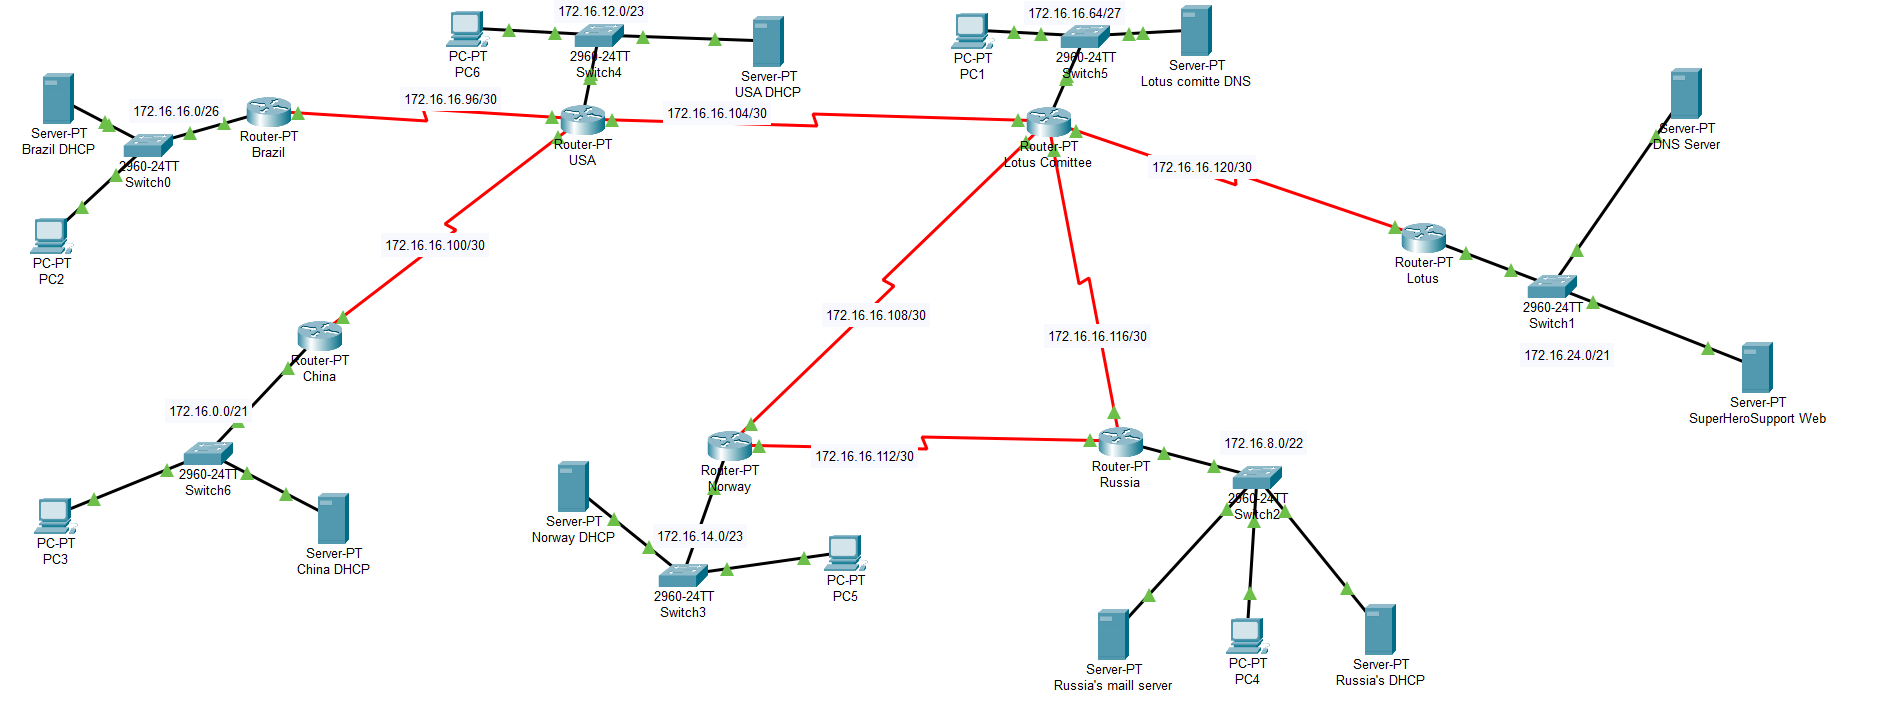 172.16.12.0/23
PC-PT
PC6
2960-24TT
Switch4
Server-PT
USA DHCP
172.16.16.64/27
PC-PT
PC1
2960-24TT
Switch5
Server-PT
Lotus comitte DNS
Server-PT
Brazil DHCP
172.16.16.0/26
2960-24TT
Switch0
Router-PT
Brazil
PC-PT
PC2
172.16.16.96/30
Router-PT
USA
172.16.16.104/30
Router-PT
Lotus Comittee
172.16.16.120/30
Server-PT
DNS Server
Router-PT
Lotus
2960-24TT
Switch1
172.16.24.0/21
Server-PT
SuperHeroSupport Web
172.16.16.100/30
Router-PT
China
172.16.0.0/21
2960-24TT
Switch6
PC-PT
PC3
Server-PT
China DHCP
172.16.16.108/30
172.16.16.116/30
Router-PT
Norway
172.16.16.112/30
Router-PT
Russia
172.16.8.0/22
2960-24TT
Switch2
Server-PT
Norway DHCP
172.16.14.0/23
2960-24TT
Switch3
PC-PT
PC5
Server-PT
Russia's maill server
PC-PT
PC4
Server-PT
Russia's DHCP